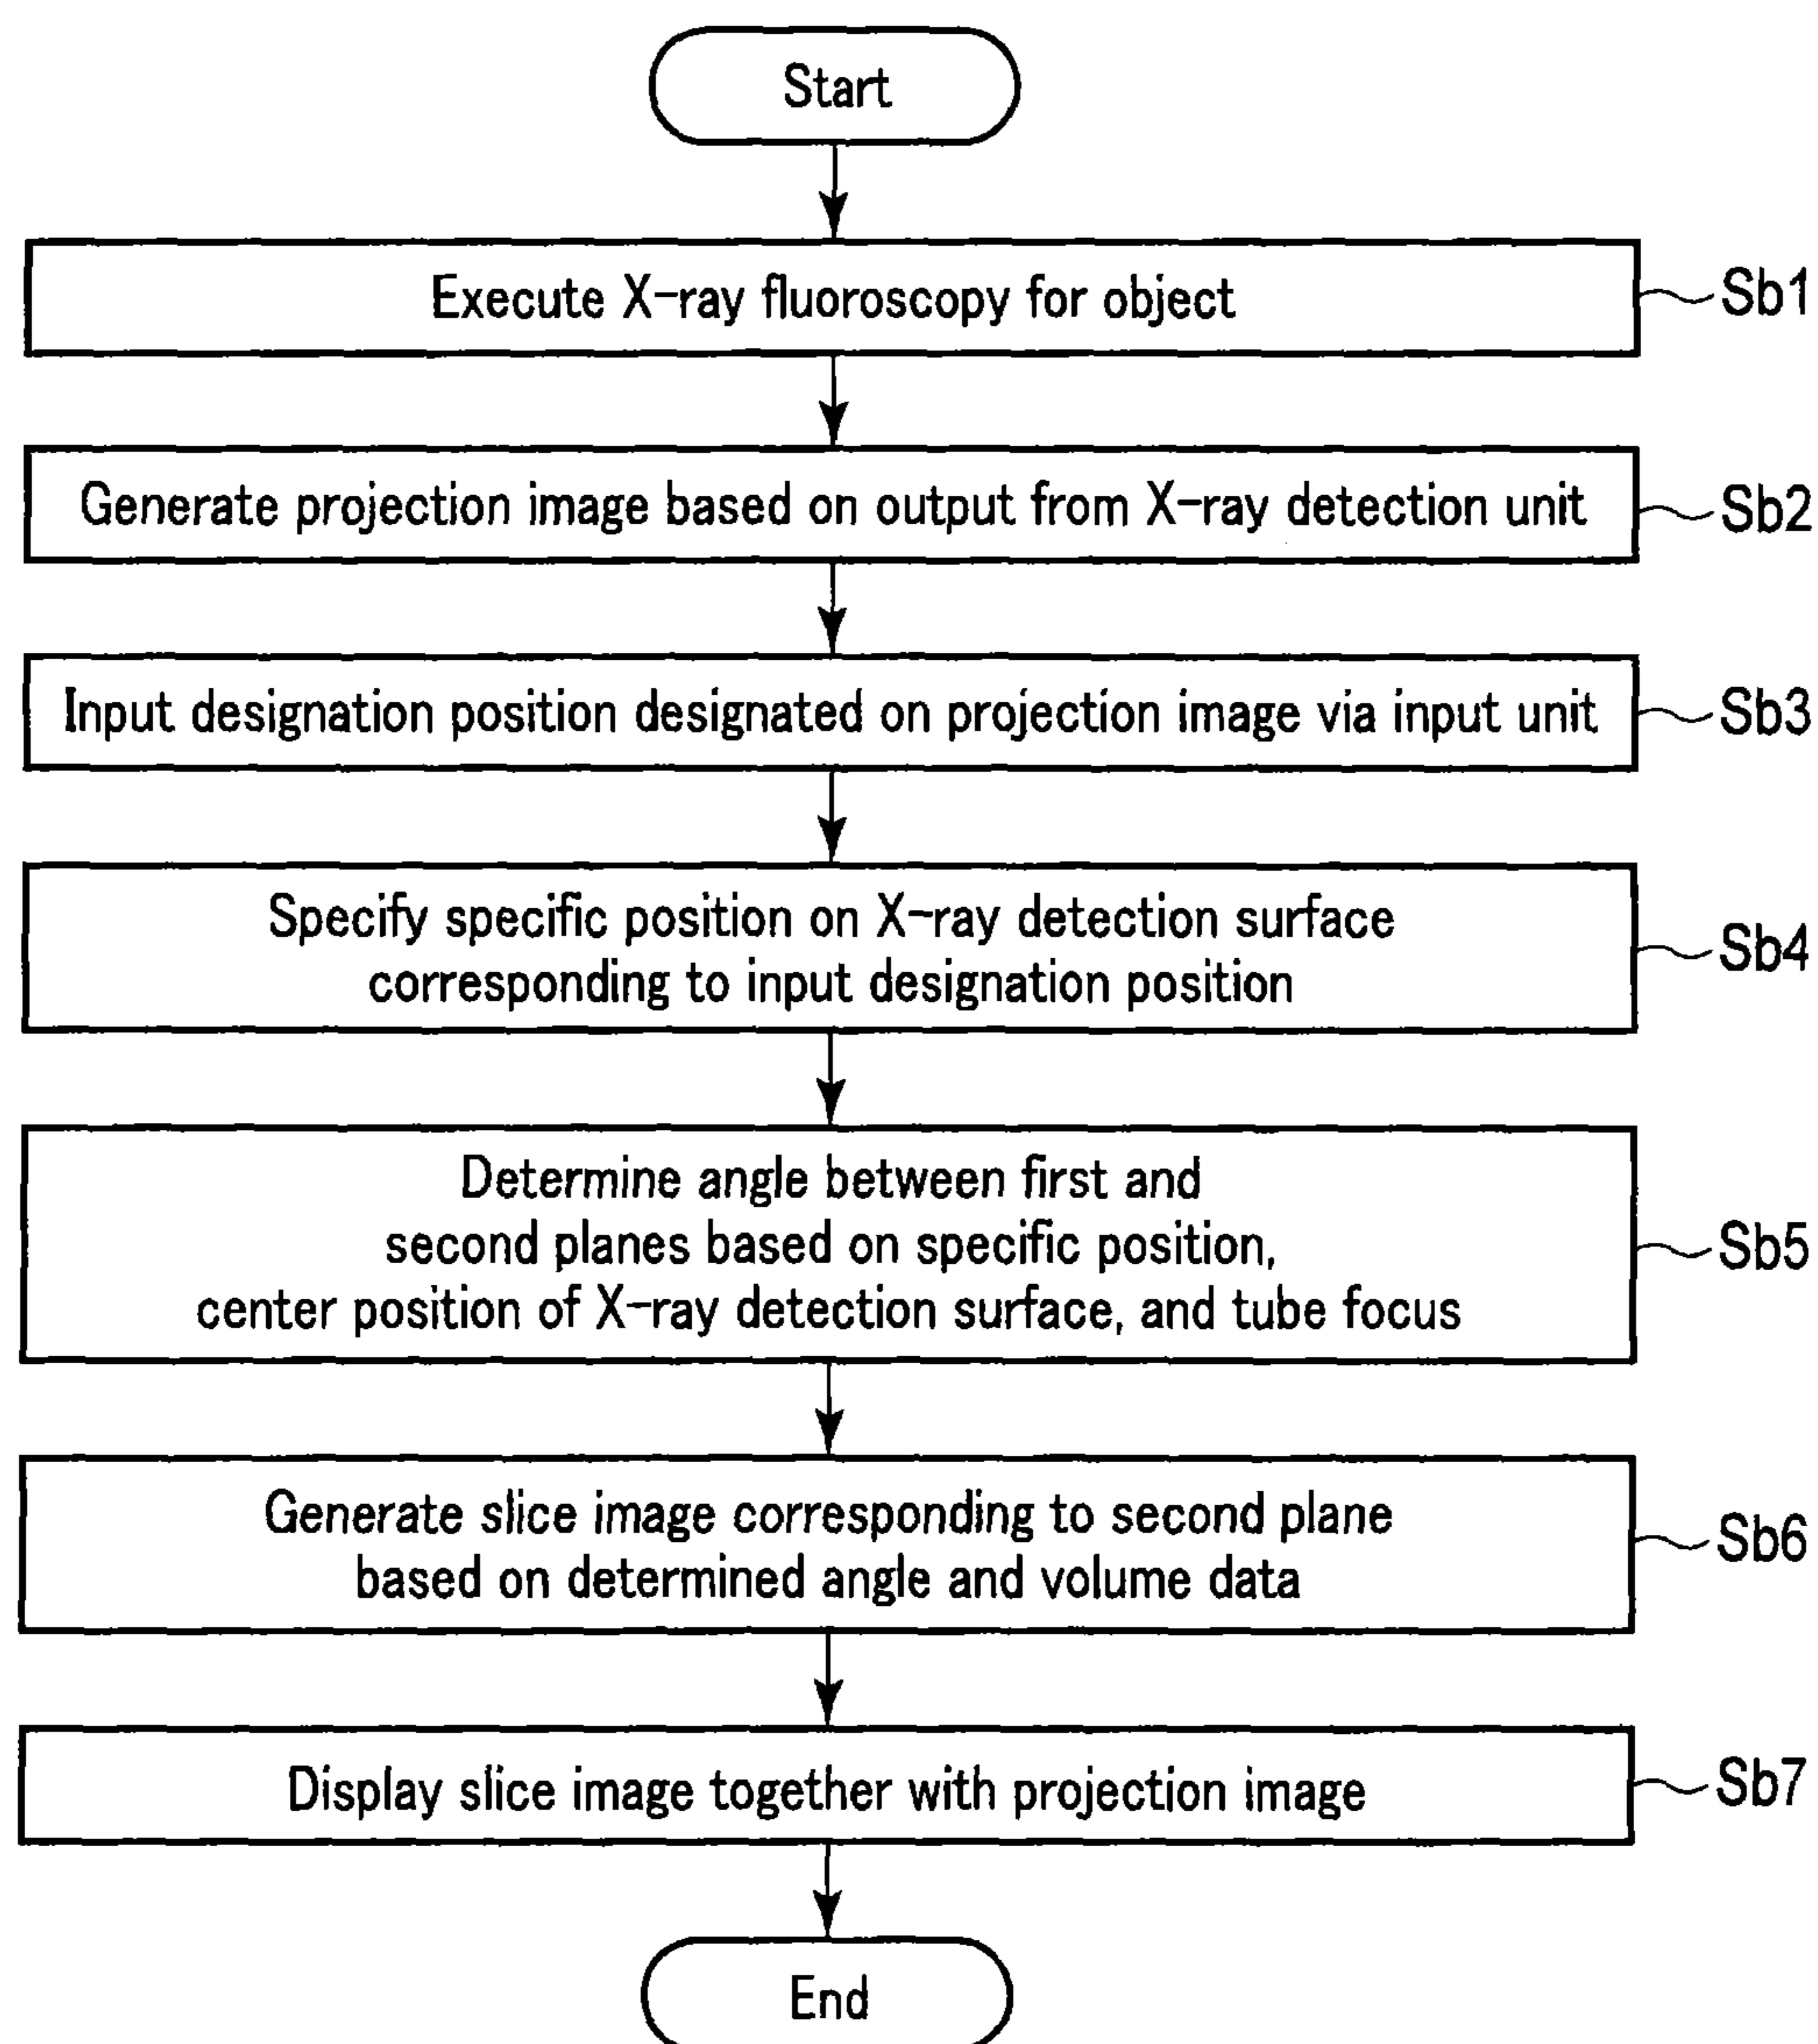 Start
Execute X-ray fluoroscopy for object
Sb1
Generate projection image based on output from X-ray detection unit
Sb2
Input designation position designated on projection image via input unit
Sb3
Specify specific position on X-ray detection surface
corresponding to input designation position
Sb4
Determine angle between first and
second planes based on specific position,
center position of X-ray detection surface, and tube focus
Sb5
Generate slice image corresponding to second plane
based on determined angle and volume data
Sb6
Display slice image together with projection image
Sb7
End